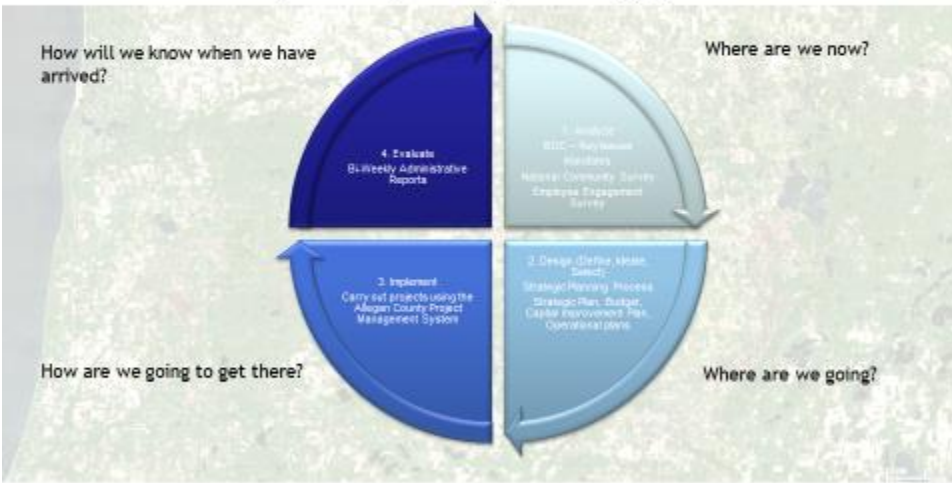 How will we know when we have
arrived?
Where are we now?
4. Evaluate
Bi-Weekly Administrative
Reports
1. Analyze
BOC –
National Community Survey
Employee Engagement
Survey
3. Implement
Carry out projects using the
Allegan County Project
Management System
2. Design (Define, Ideate,
Select)
Strategic Planning Process
Strategic Plan, Budget,
Capital Improvement Plan,
Operational plans
How are we going to get there?
Where are we going?